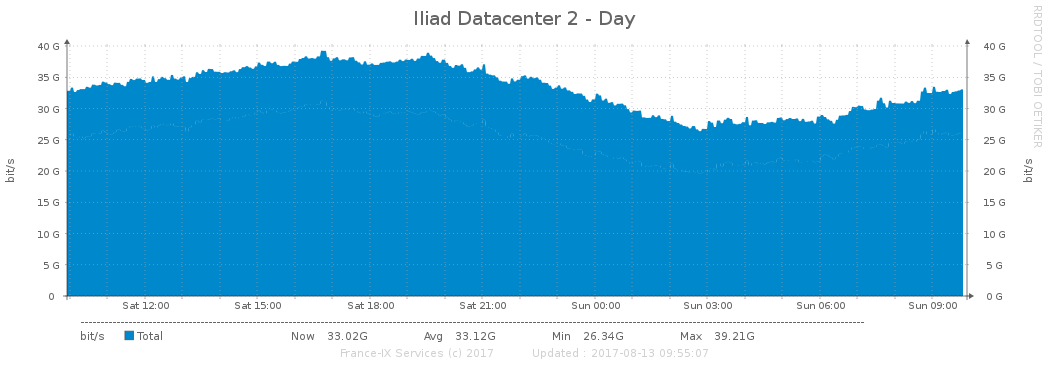 Iliad Datacenter 2 - Day
RRDTOOL / TOBI OETIKER
40 G 40 G
35 G 35 G
30 G 30 G
25 G 25 G
20 G 20 G
15 G 15 G
10 G 10 G
5 G 5 G
0 0 G
bit/s
bit/s
Sat 12:00 Sat 15:00 Sat 18:00 Sat 21:00 Sun 00:00 Sun 03:00 Sun 06:00 Sun 09:00
bit/s Total Now 33.02G Avg 33.12G Min 26.34G Max 39.21G
France-IX Services (c) 2017 Updated : 2017-08-13 09:55:07